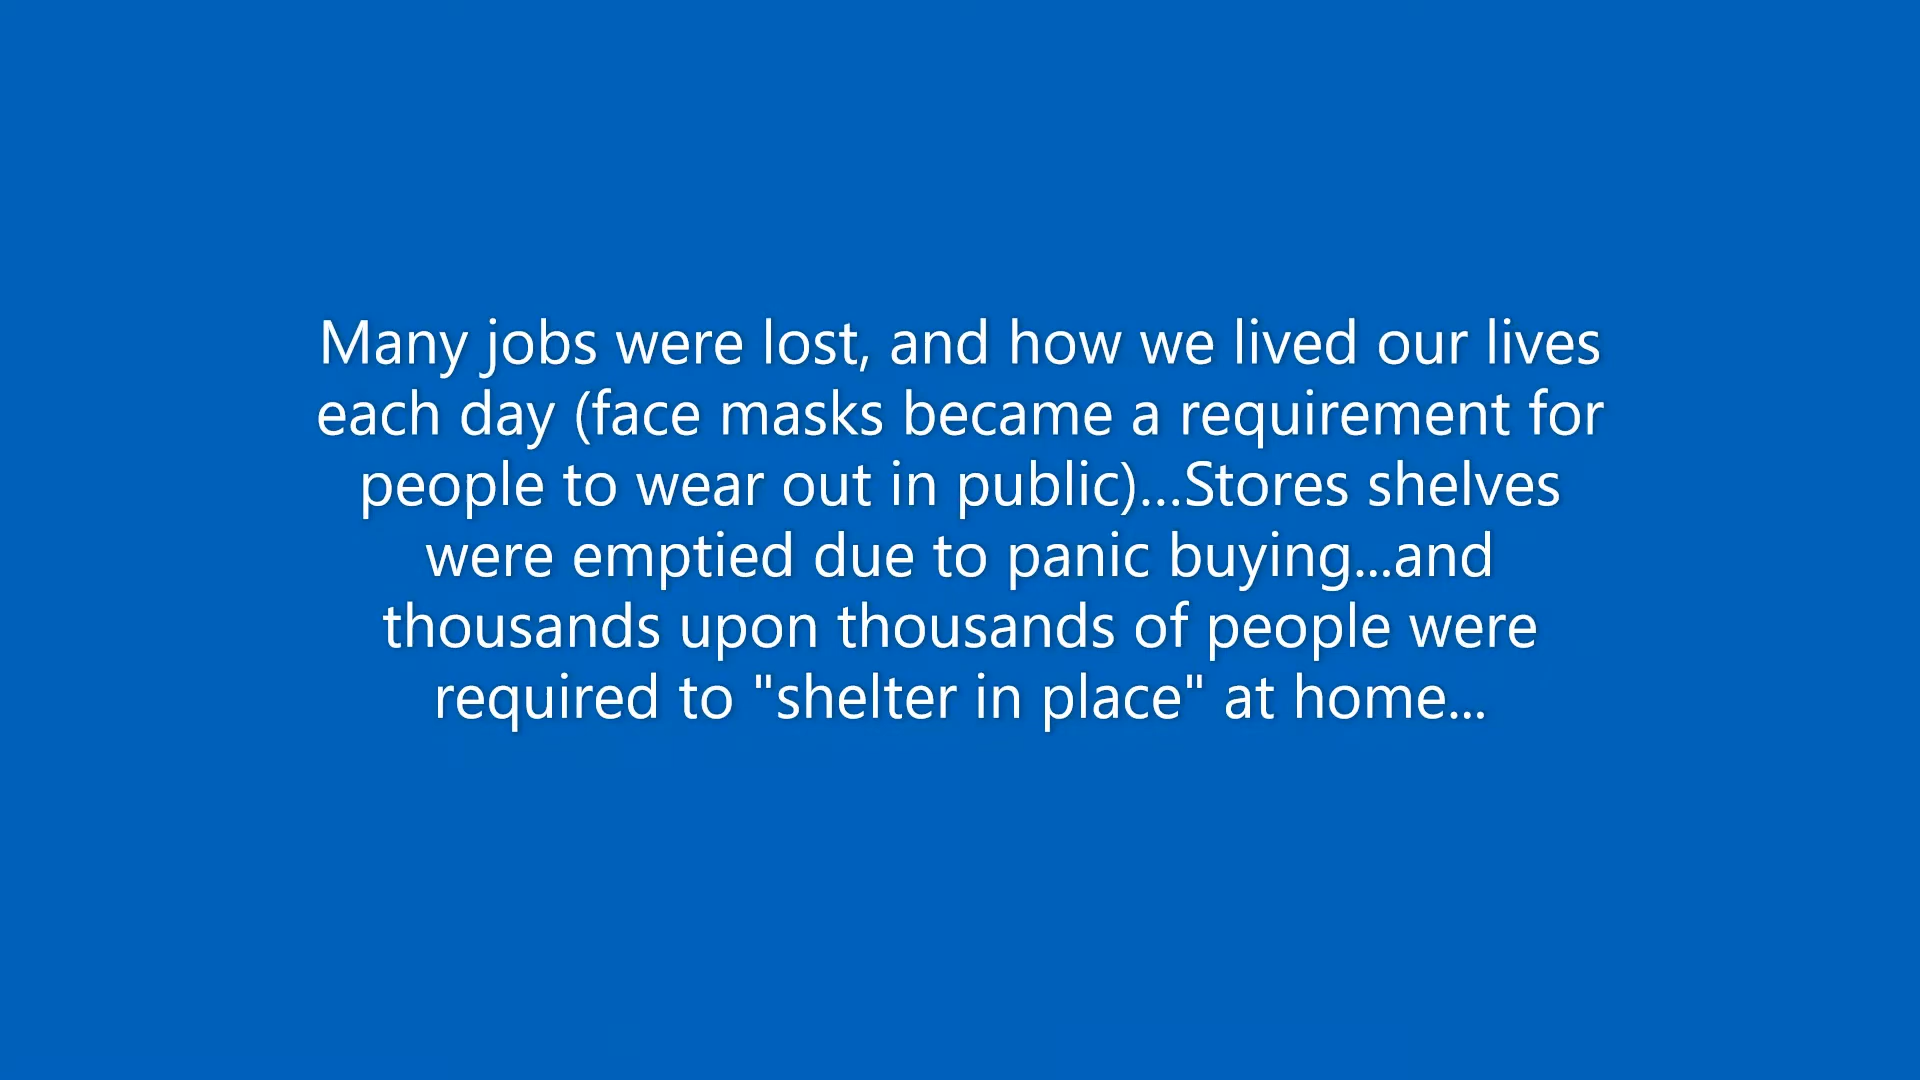 Many jobs were lost, and how we lived our lives
each day (face masks became a requirement for
people to wear out in public)...Stores shelves
were emptied due to panic buying...and
thousands upon thousands of people were
required to "shelter in place" at home...